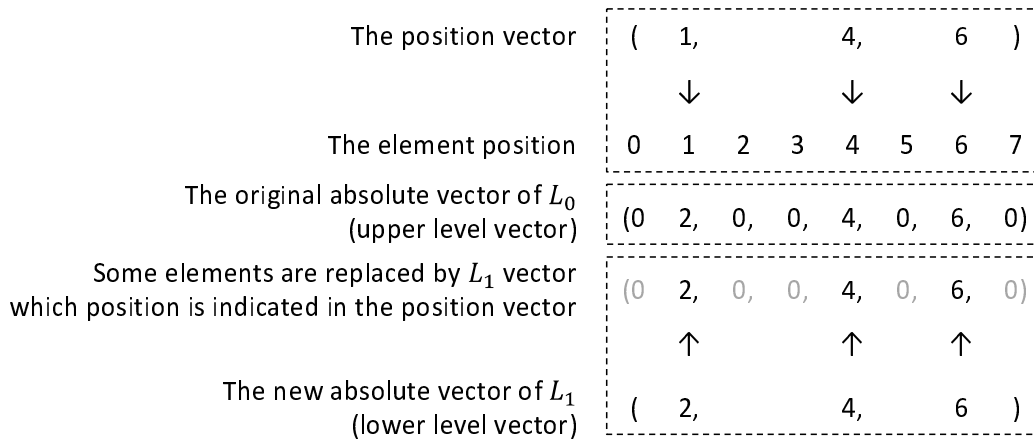 The position vector ( 1, 4, 6 )
↓ ↓ ↓
The element position 0 1 2 3 4 5 6 7
The original absolute vector of L₀
(upper level vector) (0 2, 0, 0, 4, 0, 6, 0)
Some elements are replaced by L₁ vector
which position is indicated in the position vector (0 2, 0, 0, 4, 0, 6, 0)
↑ ↑ ↑
The new absolute vector of L₁
(lower level vector) ( 2, 4, 6 )